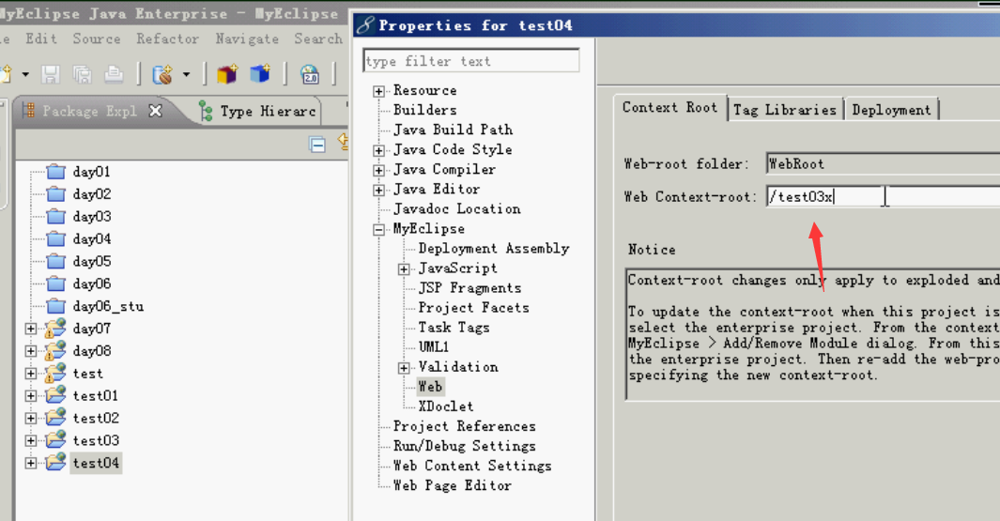 MyEclipse Java Enterprise - MyEclipse
Edit Source Refactor Navigate Search
2.0
Package Expl
Type Hierarc
day01
day02
day03
day04
day05
day06
day06_stu
day07
day08
test
test01
test02
test03
test04
Properties for test04
type filter text
Resource
Builders
Java Build Path
Java Code Style
Java Compiler
Java Editor
Javadoc Location
MyEclipse
Deployment Assembly
JavaScript
JSP Fragments
Project Facets
Task Tags
UML1
Validation
Web
XDoclet
Project References
Run/Debug Settings
Web Content Settings
Web Page Editor
Context Root
Tag Libraries
Deployment
Web-root folder: WebRoot
Web Context-root: /test03x
Notice
Context-root changes only apply to exploded and
To update the context-root when this project is
select the enterprise project. From the context
MyEclipse > Add/Remove Module dialog. From this
the enterprise project. Then re-add the web-pro
specifying the new context-root.